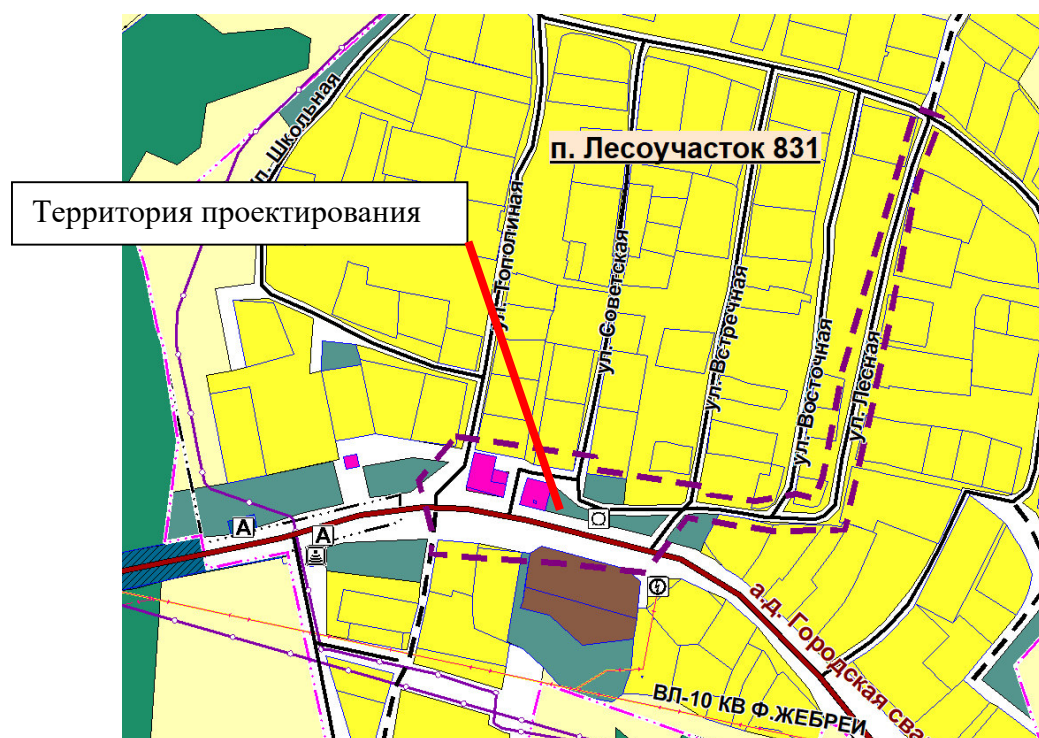 п. Лесоучасток 831
Территория проектирования
ул. Школьная
ул. Тополиная
ул. Советская
ул. Встречная
ул. Восточная
ул. Лесная
А
А
а.д. Городская сва
ВЛ-10 КВ Ф.ЖЕБРЕИ